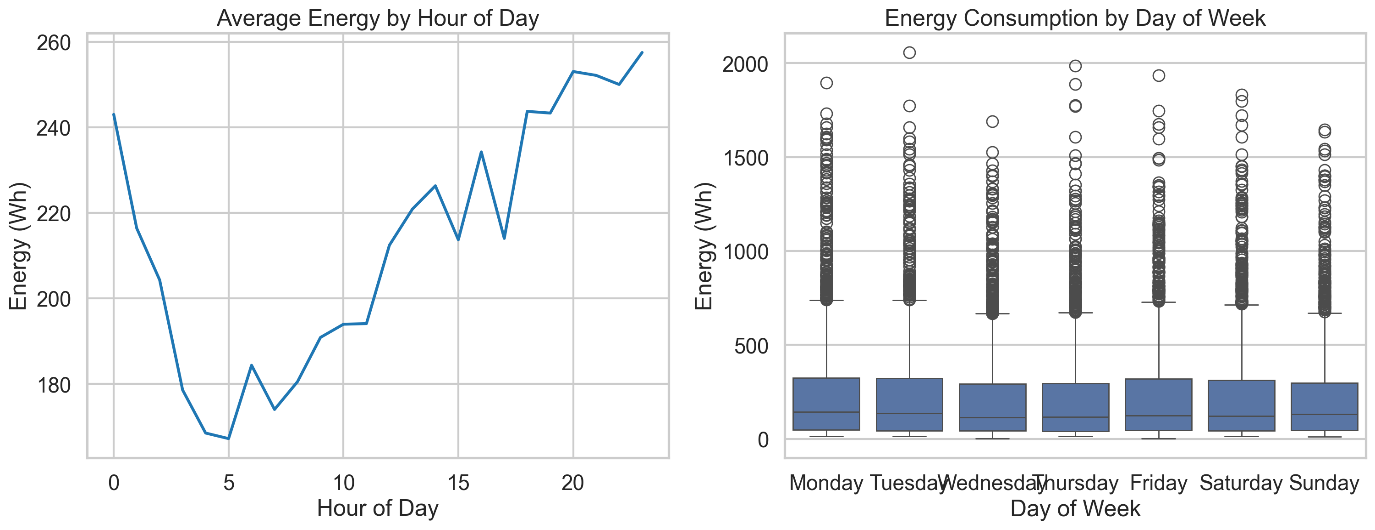 Average Energy by Hour of Day
260
240
220
200
180
Energy (Wh)
0 5 10 15 20
Hour of Day
Energy Consumption by Day of Week
2000
1500
1000
500
0
Energy (Wh)
Monday Tuesday Wednesday Thursday Friday Saturday Sunday
Day of Week